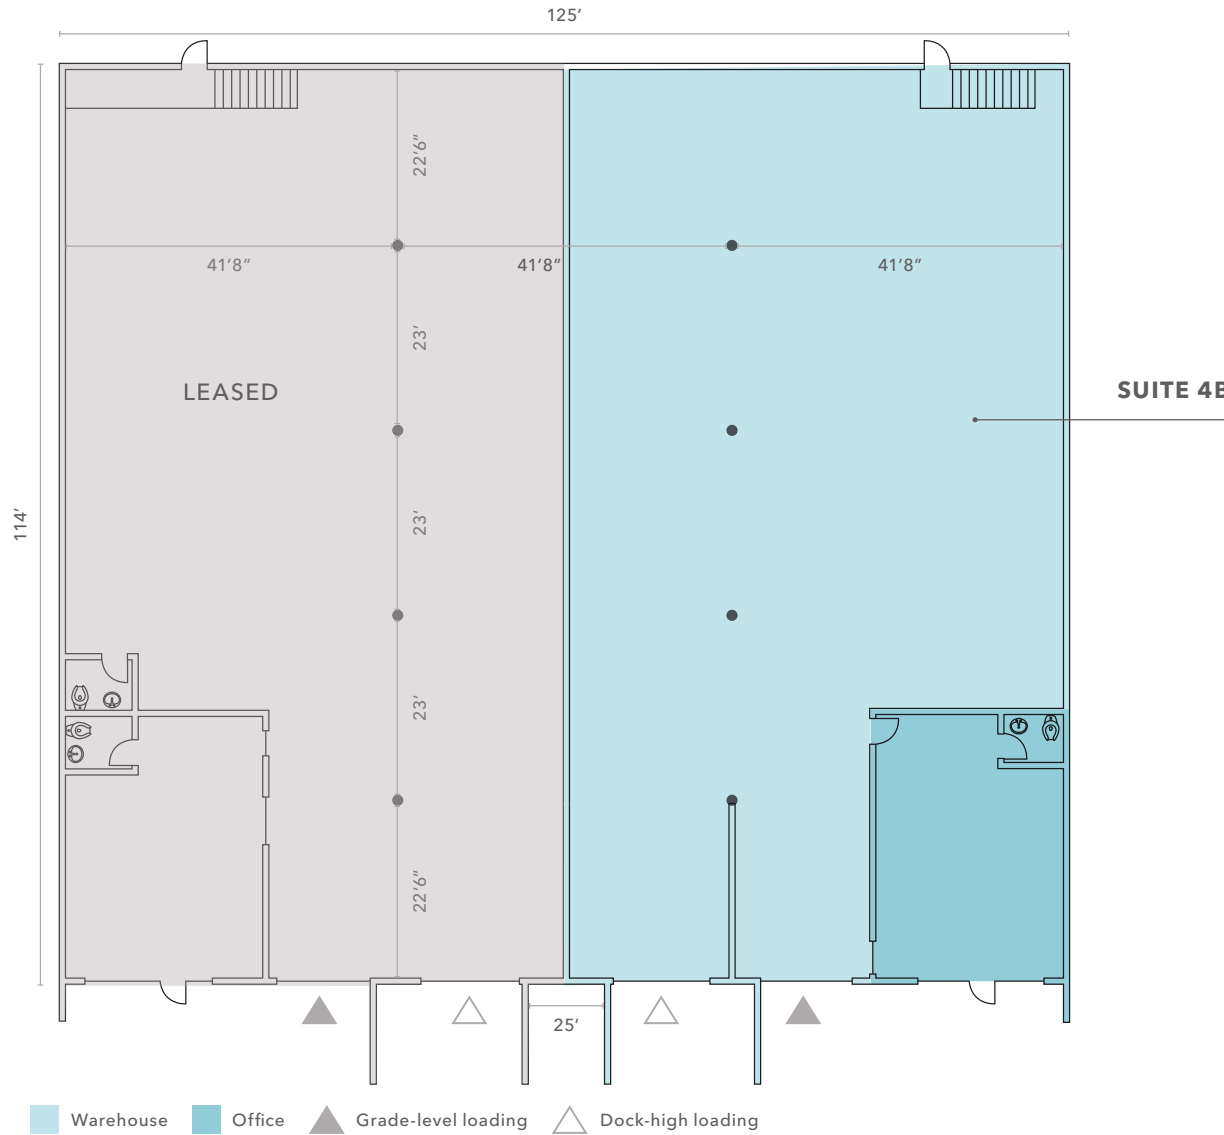 125′
22′6″
41′8″
41′8″
41′8″
23′
LEASED
SUITE 4B
114′
23′
23′
22′6″
25′
Warehouse
Office
Grade-level loading
Dock-high loading